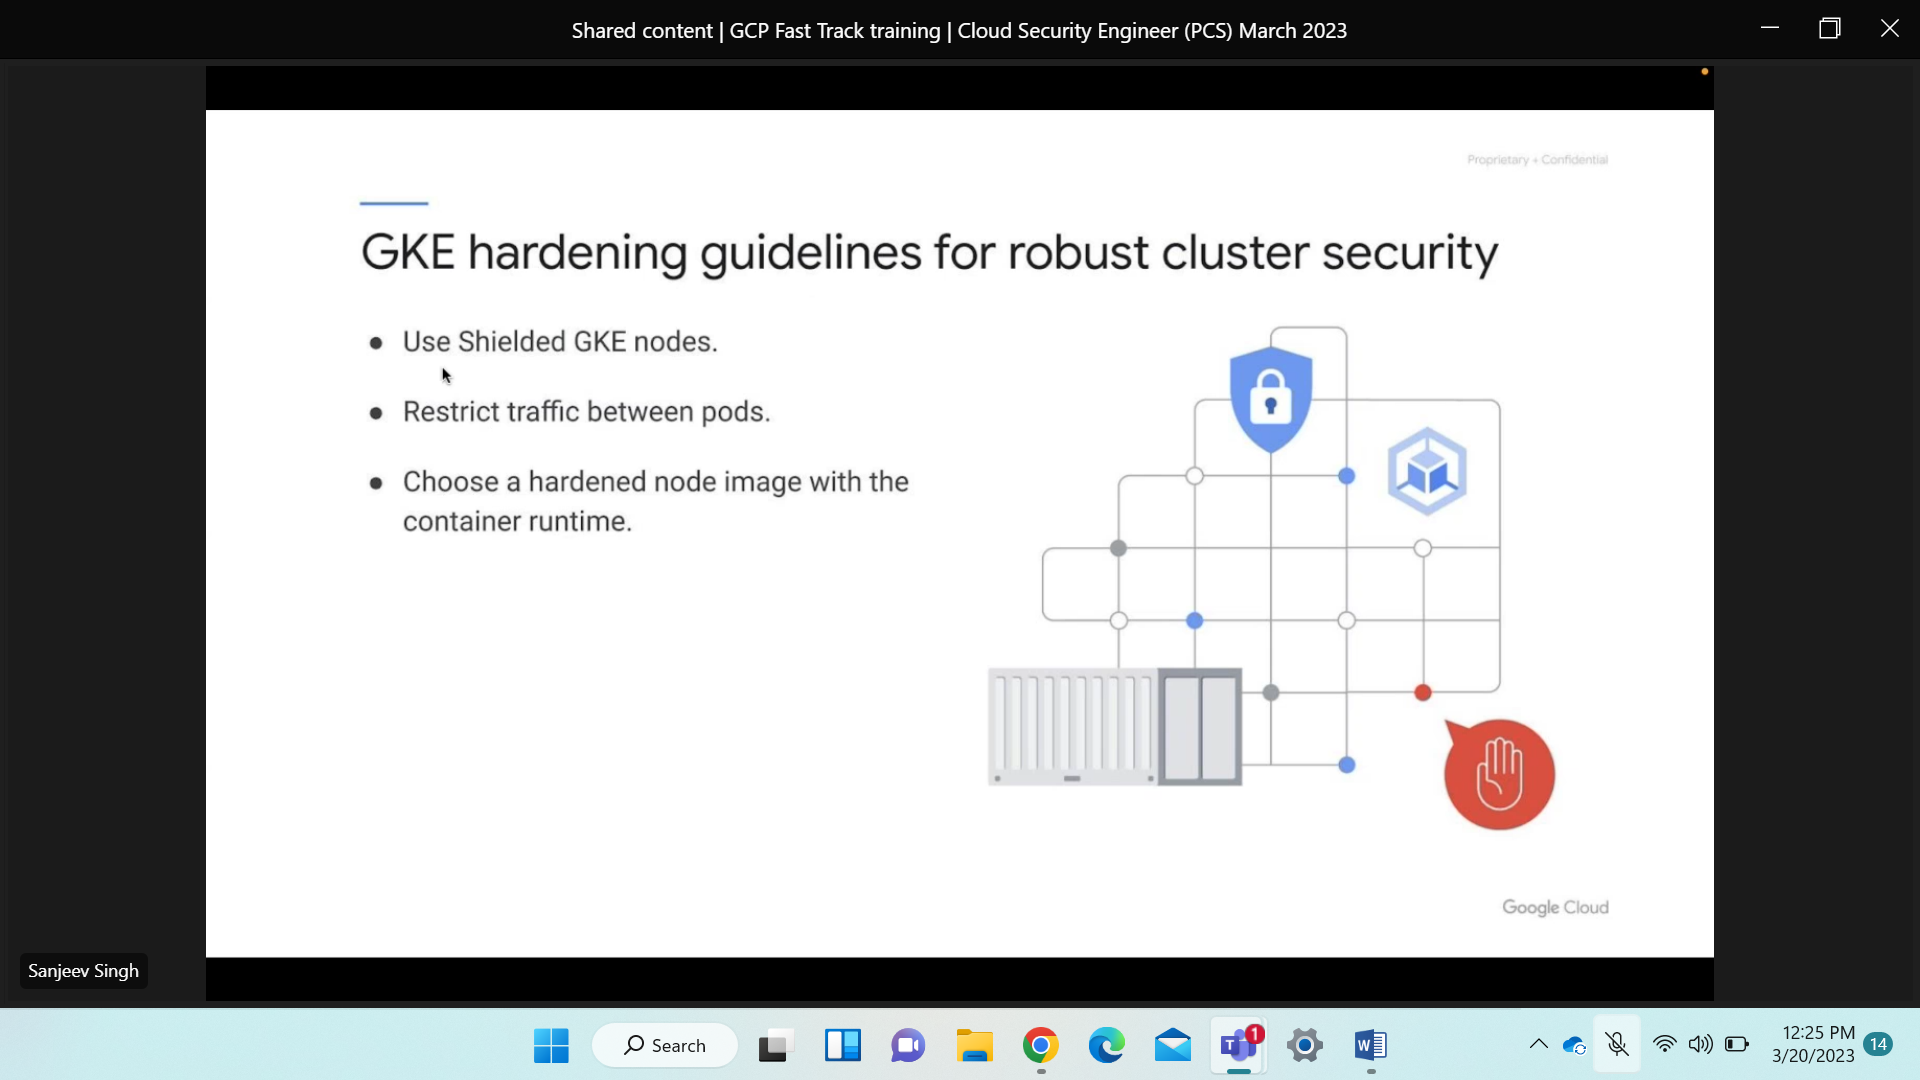 Shared content | GCP Fast Track training | Cloud Security Engineer (PCS) March 2023
Proprietary + Confidential
GKE hardening guidelines for robust cluster security
● Use Shielded GKE nodes.
● Restrict traffic between pods.
● Choose a hardened node image with the
container runtime.
Google Cloud
Sanjeev Singh
Search
T
1
W
12:25 PM
3/20/2023
14